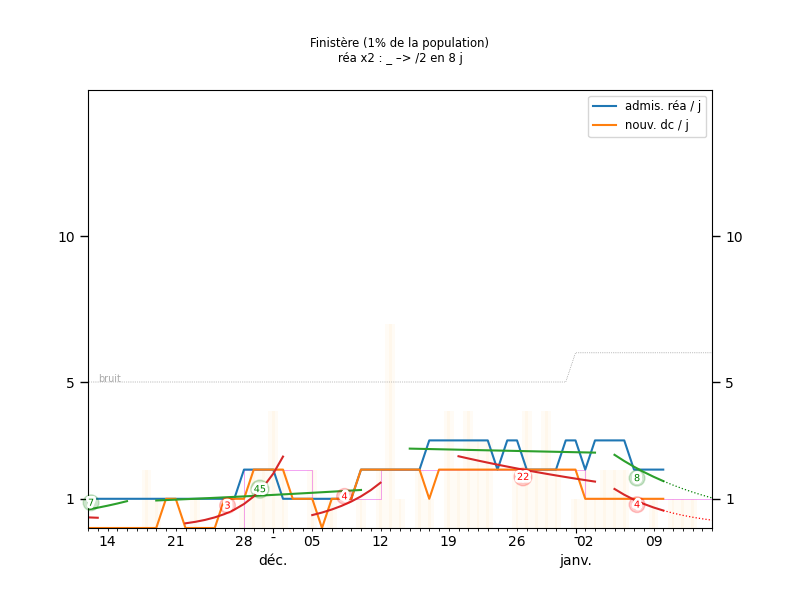 Finistère (1% de la population)
réa x2 : _ –> /2 en 8 j
admis. réa / j
nouv. dc / j
10 10
bruit
5 5
7 3 45 4 22 8 4
1 1
14 21 28 - 05 12 19 26 -02 09
déc. janv.